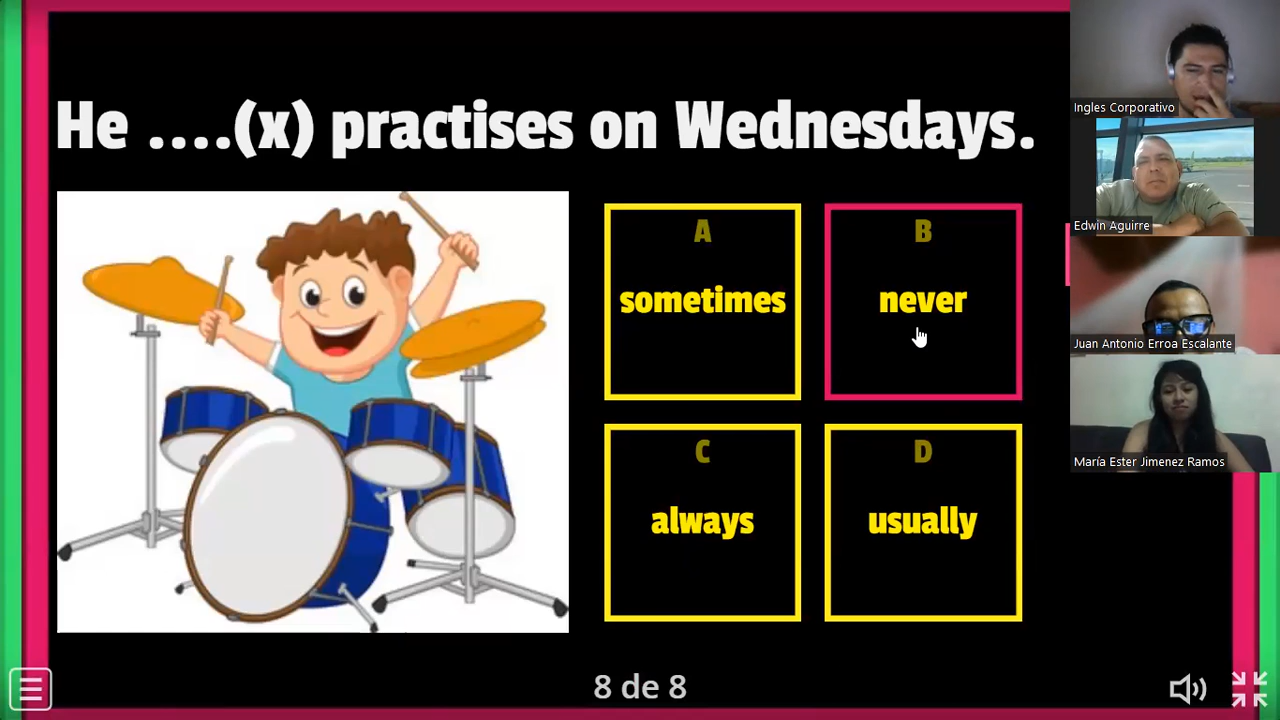 He ....(x) practises on Wednesdays.
A
sometimes
B
never
C
always
D
usually
8 de 8
Ingles Corporativo
Edwin Aguirre
Juan Antonio Erroa Escalante
María Ester Jimenez Ramos